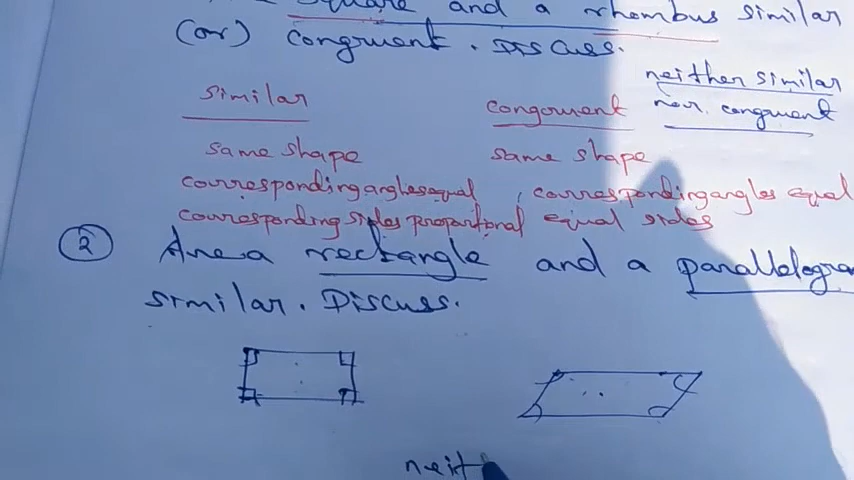 square and a rhombus similar
(or) congruent. Discuss.
neither similar
nor congruent
similar
congruent
same shape
same shape
corresponding angles equal, corresponding angles equal
corresponding sides proportional equal sides
2 Are a rectangle and a parallelogra
similar. Discuss.
neit